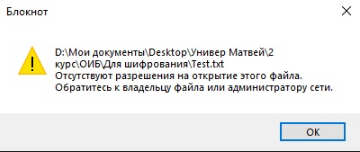 Блокнот
D:\Мои документы\Desktop\Универ Матвей\2
курс\ОИБ\Для шифрования\Test.txt
Отсутствуют разрешения на открытие этого файла.
Обратитесь к владельцу файла или администратору сети.
ОК